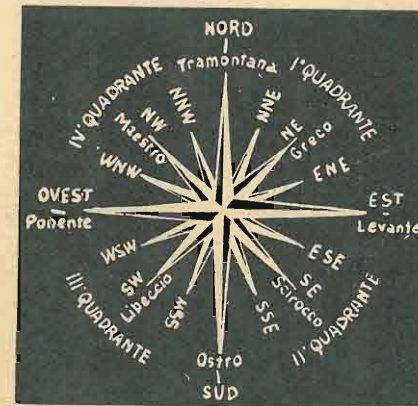 NORD
Tramontana
I° QUADRANTE
NNE
NE
Greco
ENE
EST
Levante
ESE
SE
Scirocco
SSE
II° QUADRANTE
Ostro
SUD
SSW
SW
Libeccio
WSW
III° QUADRANTE
OVEST
Ponente
WNW
NW
Maestro
NNW
IV° QUADRANTE